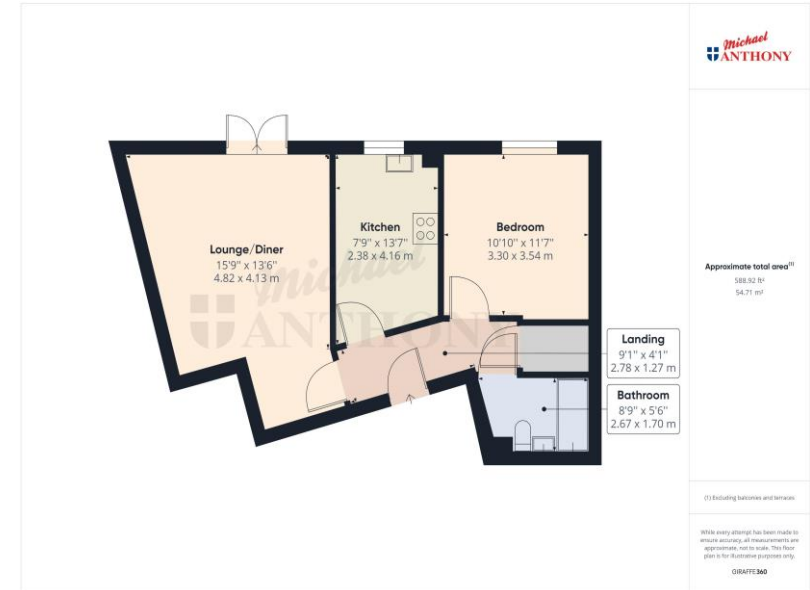 Michael
ANTHONY
Lounge/Diner
15'9" x 13'6"
4.82 x 4.13 m
Kitchen
7'9" x 13'7"
2.38 x 4.16 m
Bedroom
10'10" x 11'7"
3.30 x 3.54 m
Michael
ANTHONY
Landing
9'1" x 4'1"
2.78 x 1.27 m
Bathroom
8'9" x 5'6"
2.67 x 1.70 m
Approximate total area(1)
588.92 ft²
54.71 m²
(1) Excluding balconies and terraces
While every attempt has been made to
ensure accuracy, all measurements are
approximate, not to scale. This floor
plan is for illustrative purposes only.
GIRAFFE360